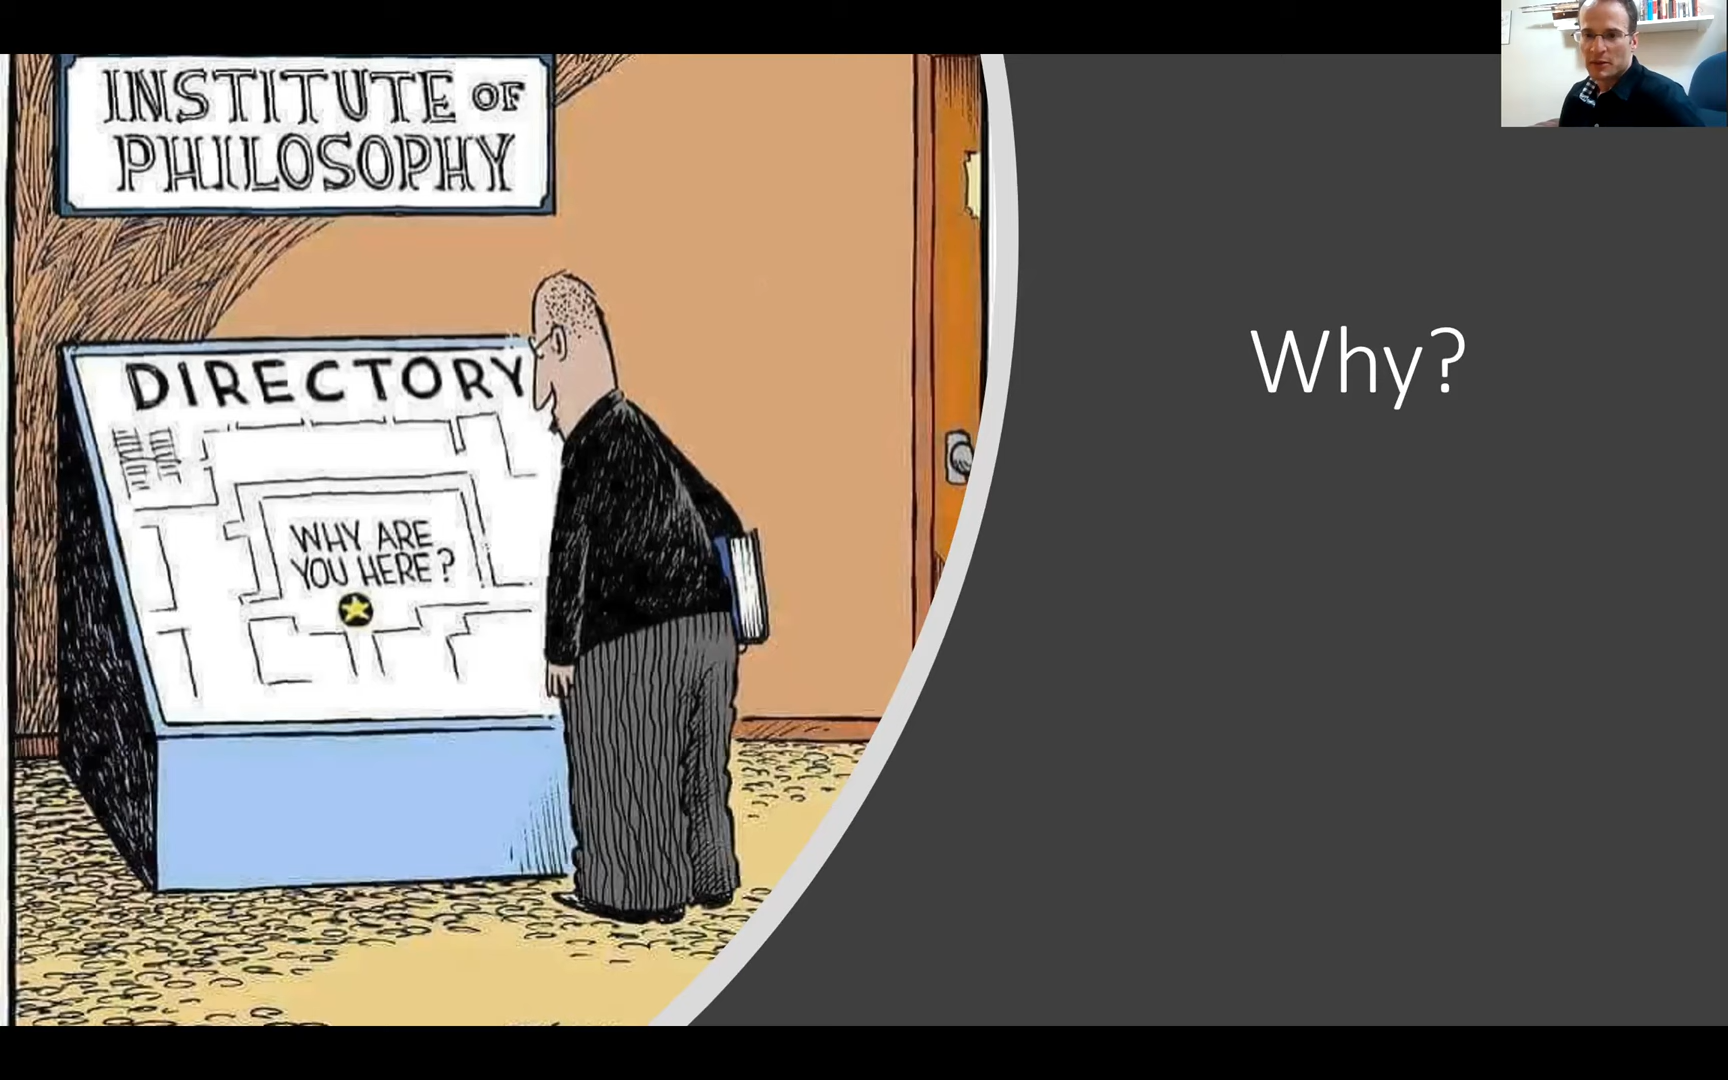 INSTITUTE OF
PHILOSOPHY
DIRECTORY
WHY ARE
YOU HERE?
Why?